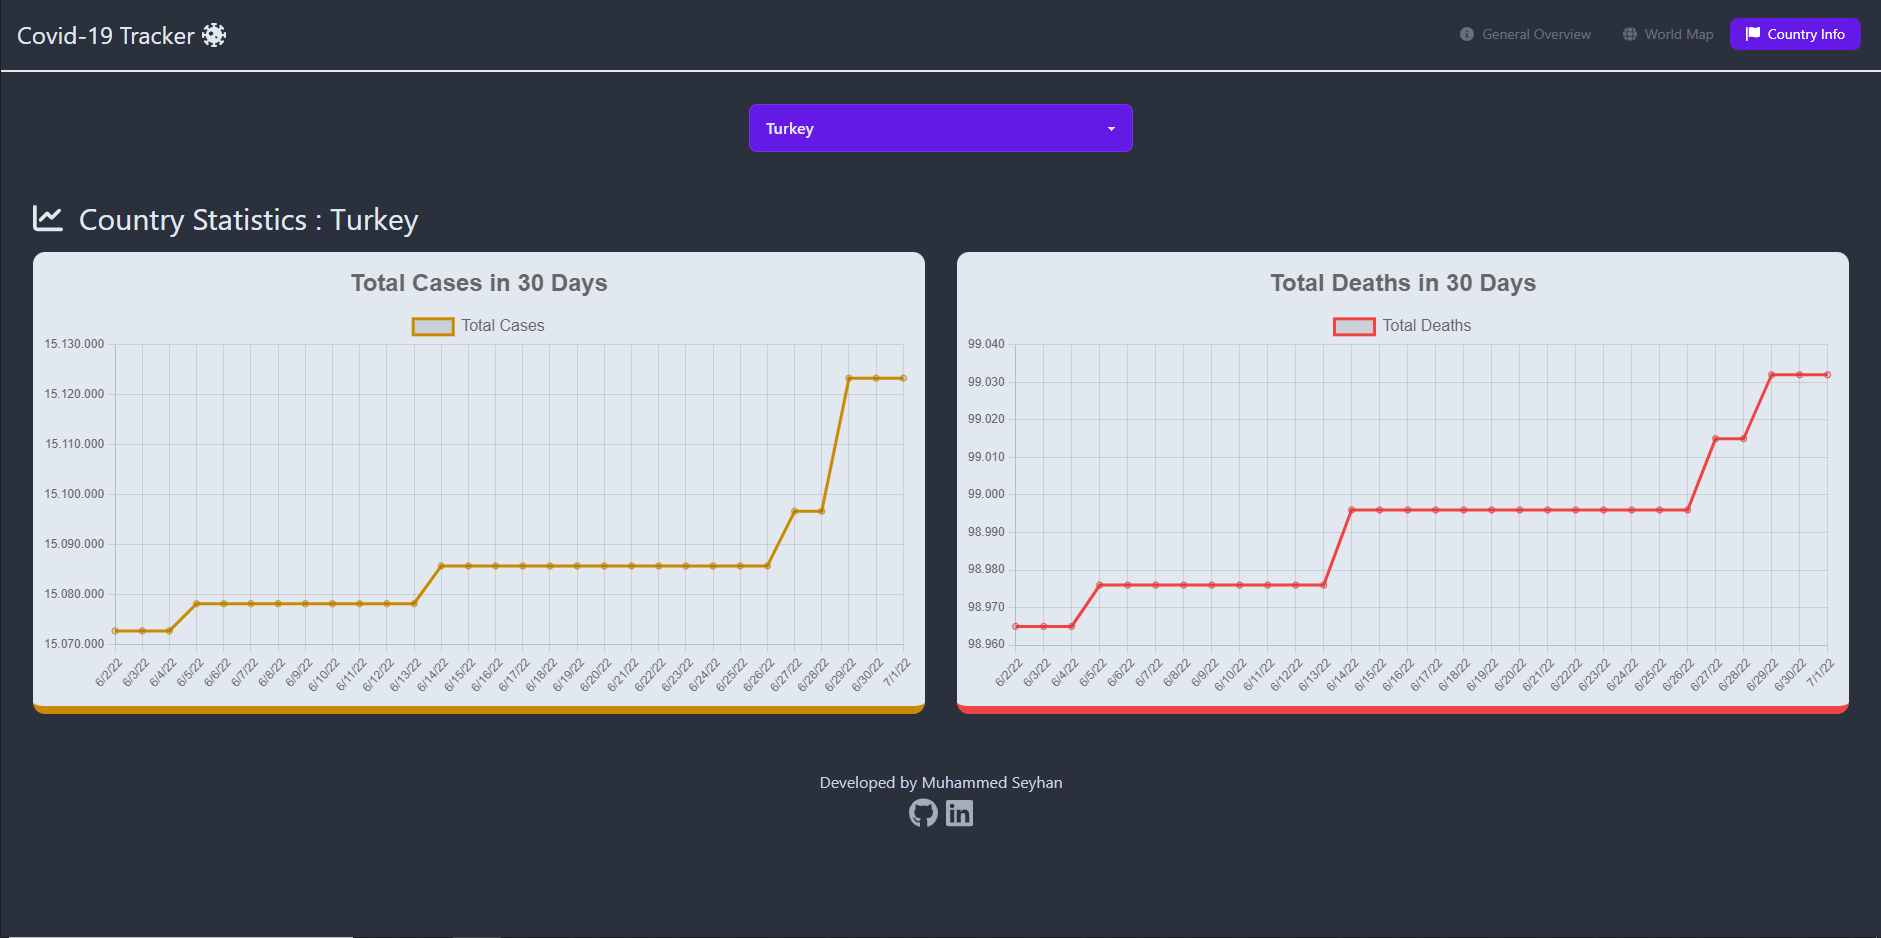 Covid-19 Tracker
General Overview
World Map
Country Info
Turkey
Country Statistics : Turkey
Total Cases in 30 Days
Total Cases
15.130.000
15.120.000
15.110.000
15.100.000
15.090.000
15.080.000
15.070.000
6/2/22 6/3/22 6/4/22 6/5/22 6/6/22 6/7/22 6/8/22 6/9/22 6/10/22 6/11/22 6/12/22 6/13/22 6/14/22 6/15/22 6/16/22 6/17/22 6/18/22 6/19/22 6/20/22 6/21/22 6/22/22 6/23/22 6/24/22 6/25/22 6/26/22 6/27/22 6/28/22 6/29/22 6/30/22 7/1/22
Total Deaths in 30 Days
Total Deaths
99.040
99.030
99.020
99.010
99.000
98.990
98.980
98.970
98.960
6/2/22 6/3/22 6/4/22 6/5/22 6/6/22 6/7/22 6/8/22 6/9/22 6/10/22 6/11/22 6/12/22 6/13/22 6/14/22 6/15/22 6/16/22 6/17/22 6/18/22 6/19/22 6/20/22 6/21/22 6/22/22 6/23/22 6/24/22 6/25/22 6/26/22 6/27/22 6/28/22 6/29/22 6/30/22 7/1/22
Developed by Muhammed Seyhan
in